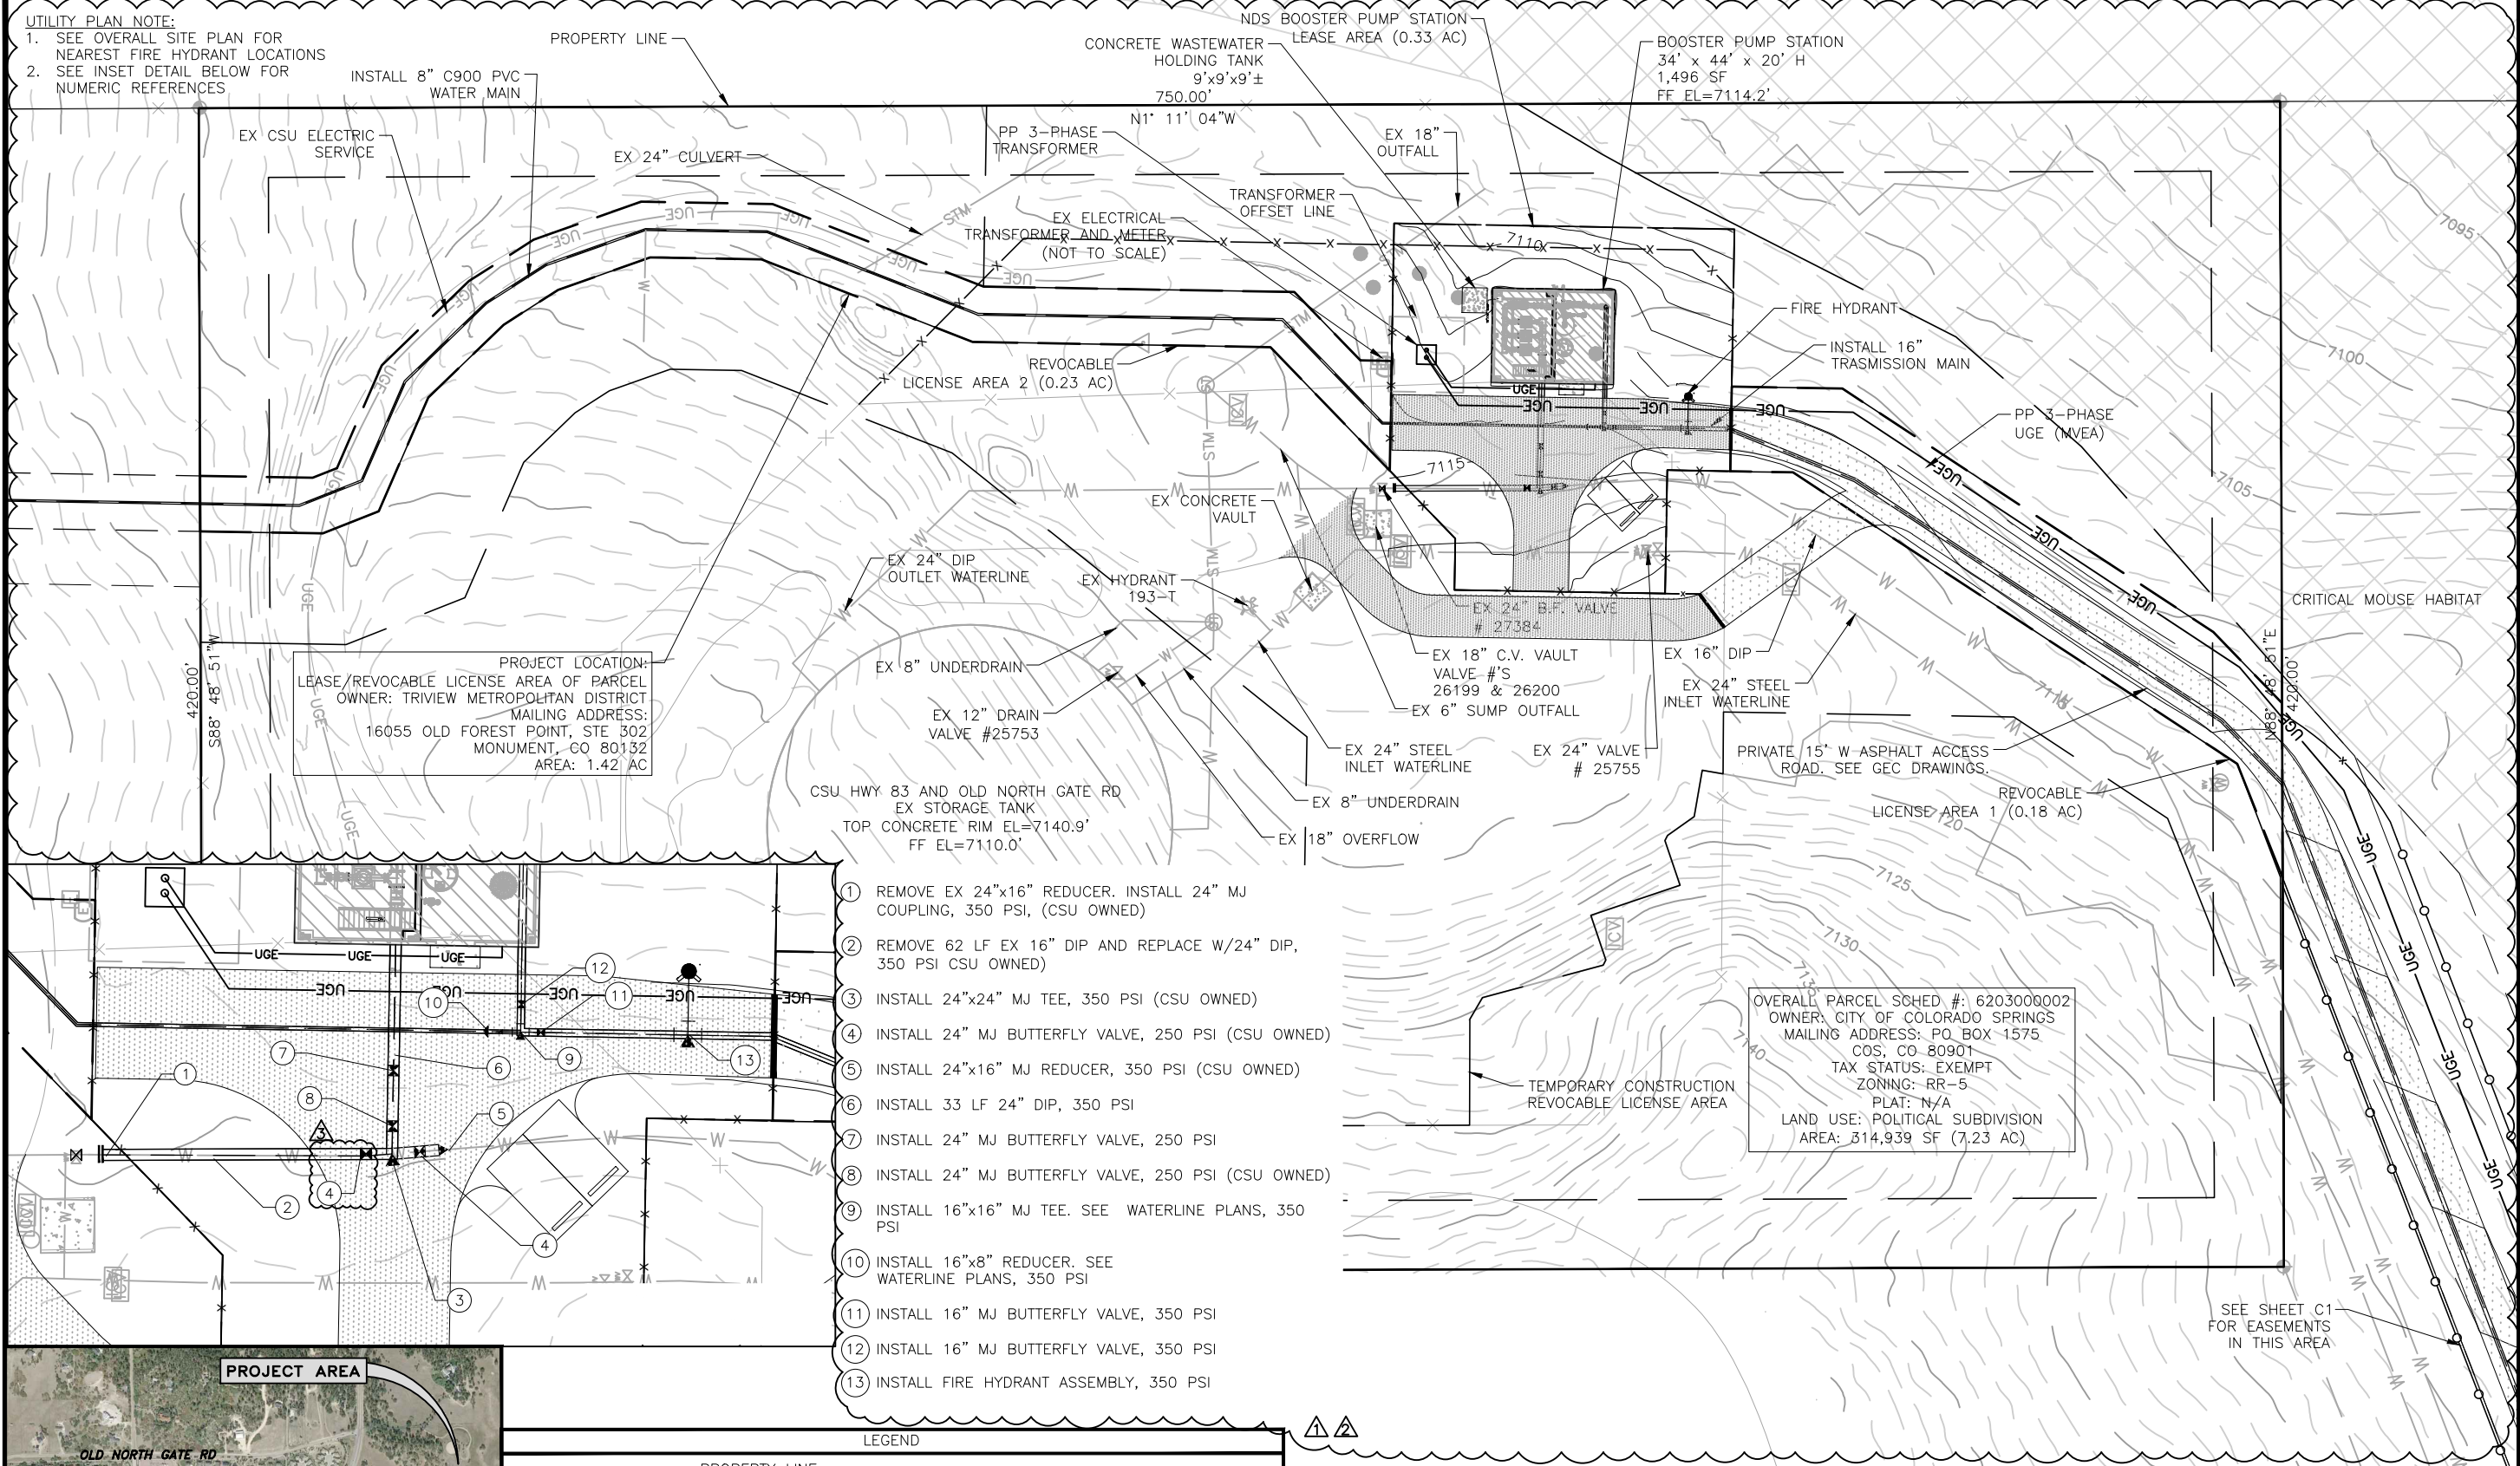 UTILITY PLAN NOTE:
1. SEE OVERALL SITE PLAN FOR
NEAREST FIRE HYDRANT LOCATIONS
2. SEE INSET DETAIL BELOW FOR
NUMERIC REFERENCES
PROPERTY LINE
INSTALL 8" C900 PVC
WATER MAIN
EX CSU ELECTRIC
SERVICE
EX 24" CULVERT
NDS BOOSTER PUMP STATION
LEASE AREA (0.33 AC)
CONCRETE WASTEWATER
HOLDING TANK
9'x9'x9'±
750.00'
N1° 11' 04"W
BOOSTER PUMP STATION
34' x 44' x 20' H
1,496 SF
FF EL=7114.2'
PP 3-PHASE
TRANSFORMER
EX 18"
OUTFALL
TRANSFORMER
OFFSET LINE
EX ELECTRICAL
TRANSFORMER AND METER
(NOT TO SCALE)
7110
7095
7100
7105
FIRE HYDRANT
INSTALL 16"
TRASMISSION MAIN
PP 3-PHASE
UGE (MVEA)
REVOCABLE
LICENSE AREA 2 (0.23 AC)
7115
EX CONCRETE
VAULT
EX 24" DIP
OUTLET WATERLINE
EX HYDRANT
193-T
EX 24" B.F. VALVE
# 27384
CRITICAL MOUSE HABITAT
EX 8" UNDERDRAIN
EX 18" C.V. VAULT
VALVE #'S
26199 & 26200
EX 16" DIP
EX 6" SUMP OUTFALL
EX 24" STEEL
INLET WATERLINE
EX 12" DRAIN
VALVE #25753
EX 24" STEEL
INLET WATERLINE
EX 24" VALVE
# 25755
PRIVATE 15' W ASPHALT ACCESS
ROAD. SEE GEC DRAWINGS.
REVOCABLE
LICENSE AREA 1 (0.18 AC)
EX 8" UNDERDRAIN
EX 18" OVERFLOW
420.00'
S88° 48' 51"W
N88° 48' 51"E
420.00'
PROJECT LOCATION:
LEASE/REVOCABLE LICENSE AREA OF PARCEL
OWNER: TRIVIEW METROPOLITAN DISTRICT
MAILING ADDRESS:
16055 OLD FOREST POINT, STE 302
MONUMENT, CO 80132
AREA: 1.42 AC
CSU HWY 83 AND OLD NORTH GATE RD
EX STORAGE TANK
TOP CONCRETE RIM EL=7140.9'
FF EL=7110.0'
7125
7130
7135
7140
UGE
STM
W
ICV
1 REMOVE EX 24"x16" REDUCER. INSTALL 24" MJ
COUPLING, 350 PSI, (CSU OWNED)
2 REMOVE 62 LF EX 16" DIP AND REPLACE W/24" DIP,
350 PSI CSU OWNED)
3 INSTALL 24"x24" MJ TEE, 350 PSI (CSU OWNED)
4 INSTALL 24" MJ BUTTERFLY VALVE, 250 PSI (CSU OWNED)
5 INSTALL 24"x16" MJ REDUCER, 350 PSI (CSU OWNED)
6 INSTALL 33 LF 24" DIP, 350 PSI
7 INSTALL 24" MJ BUTTERFLY VALVE, 250 PSI
8 INSTALL 24" MJ BUTTERFLY VALVE, 250 PSI (CSU OWNED)
9 INSTALL 16"x16" MJ TEE. SEE WATERLINE PLANS, 350
PSI
10 INSTALL 16"x8" REDUCER. SEE
WATERLINE PLANS, 350 PSI
11 INSTALL 16" MJ BUTTERFLY VALVE, 350 PSI
12 INSTALL 16" MJ BUTTERFLY VALVE, 350 PSI
13 INSTALL FIRE HYDRANT ASSEMBLY, 350 PSI
TEMPORARY CONSTRUCTION
REVOCABLE LICENSE AREA
OVERALL PARCEL SCHED #: 6203000002
OWNER: CITY OF COLORADO SPRINGS
MAILING ADDRESS: PO BOX 1575
COS, CO 80901
TAX STATUS: EXEMPT
ZONING: RR-5
PLAT: N/A
LAND USE: POLITICAL SUBDIVISION
AREA: 314,939 SF (7.23 AC)
SEE SHEET C1
FOR EASEMENTS
IN THIS AREA
PROJECT AREA
OLD NORTH GATE RD
1 2
LEGEND
PROPERTY LINE